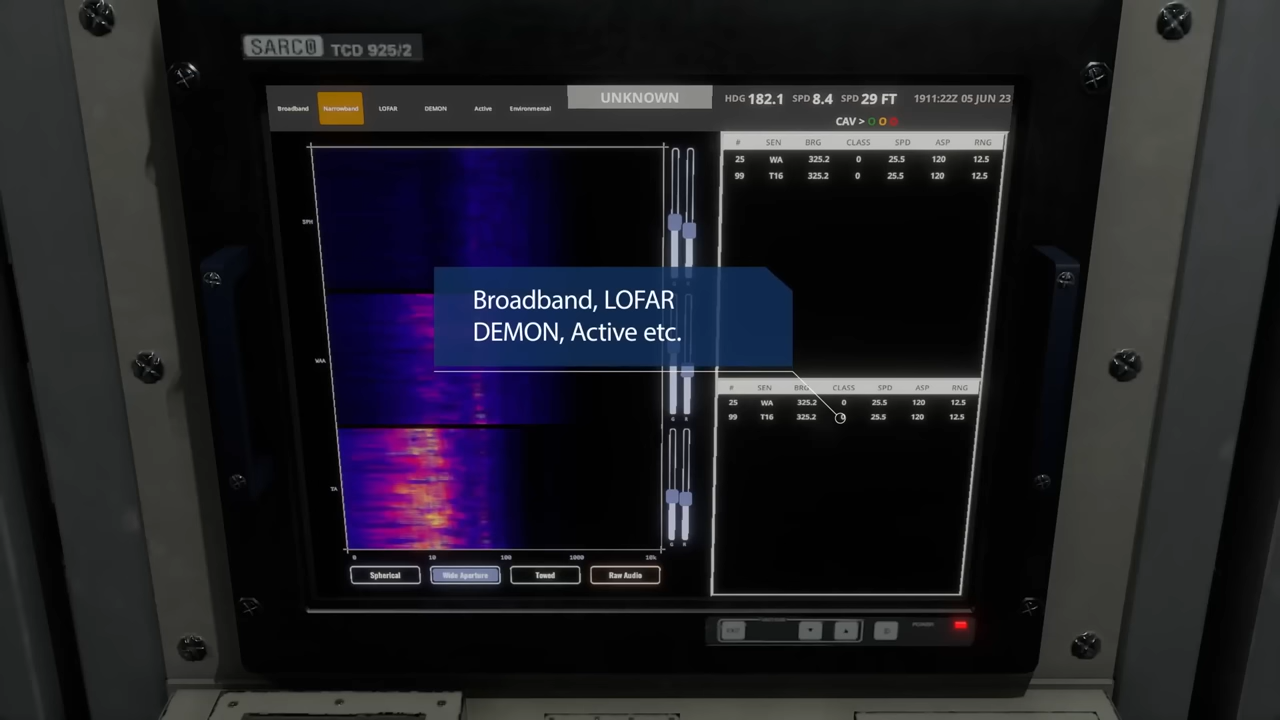 SARCO TCD 925/2
Broadband Narrowband LOFAR DEMON Active Environmental
UNKNOWN
HDG 182.1 SPD 8.4 SPD 29 FT 1911:22Z 05 JUN 23
CAV > O O O
# SEN BRG CLASS SPD ASP RNG
25 WA 325.2 0 25.5 120 12.5
99 T16 325.2 0 25.5 120 12.5
SPH
Broadband, LOFAR
DEMON, Active etc.
WAA
# SEN BRG CLASS SPD ASP RNG
25 WA 325.2 0 25.5 120 12.5
99 T16 325.2 0 25.5 120 12.5
TA
0 10 100 1000 10k
Spherical Wide Aperture Towed Raw Audio
EXIT
POWER